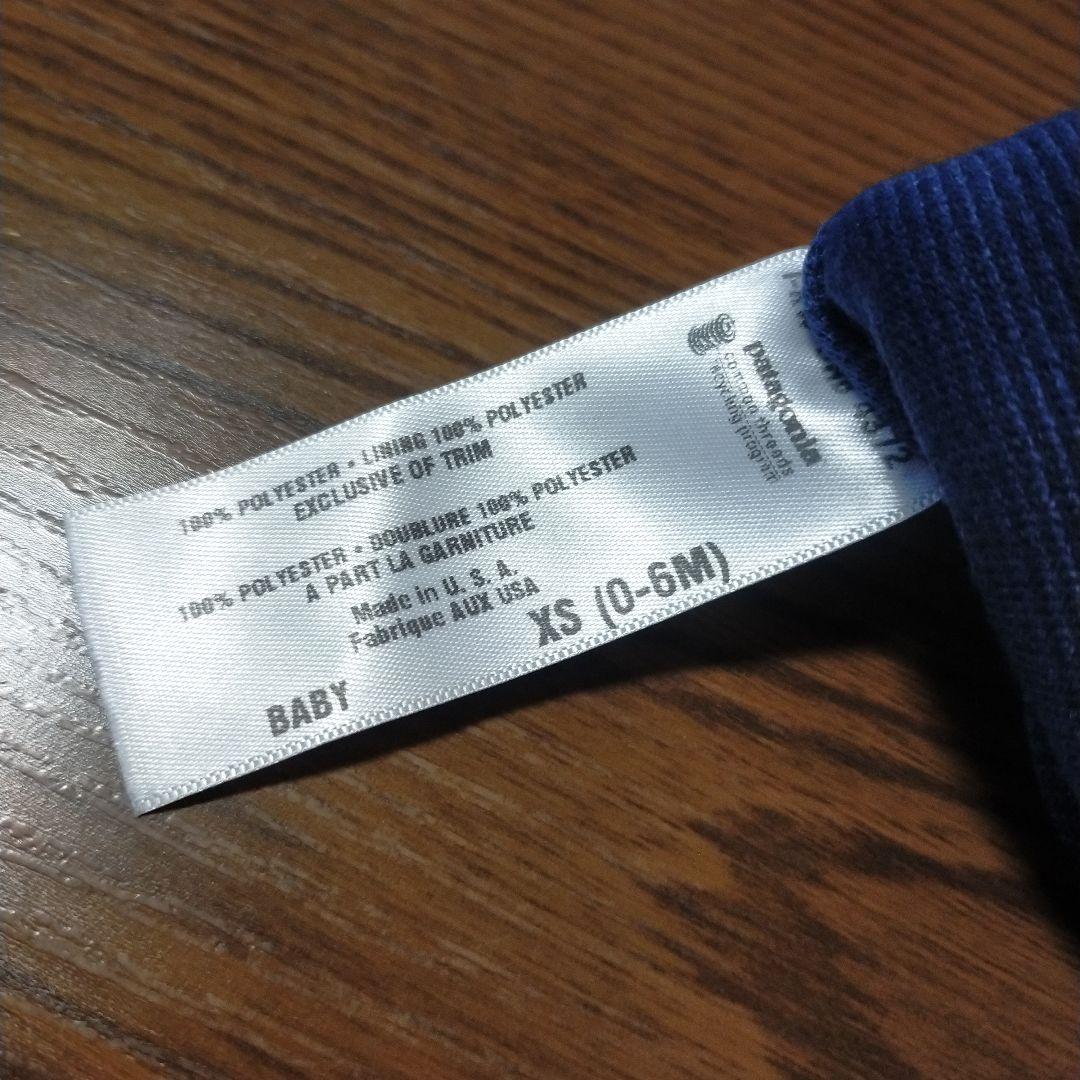 100% POLYESTER • LINING 100% POLYESTER
EXCLUSIVE OF TRIM
100% POLYESTER • DOUBLURE 100% POLYESTER
A PART LA GARNITURE
Made in U. S. A.
Fabrique AUX USA
XS (0-6M)
BABY
patagonia
common threads
recycling program